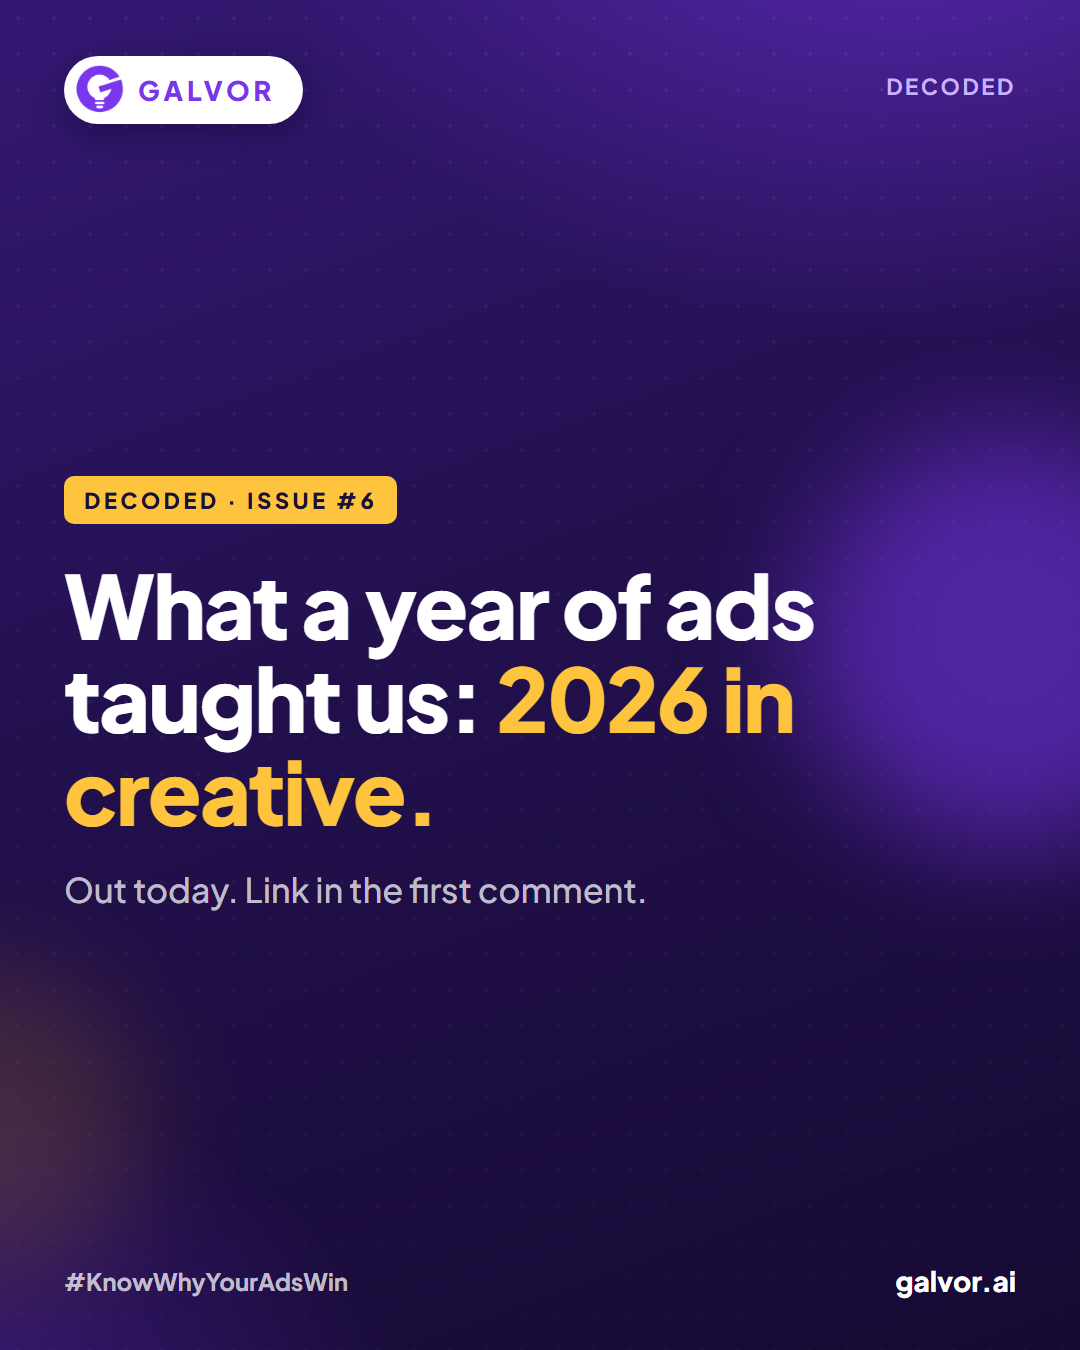 GALVOR
DECODED
DECODED · ISSUE #6
What a year of ads
taught us: 2026 in
creative.
Out today. Link in the first comment.
#KnowWhyYourAdsWin
galvor.ai